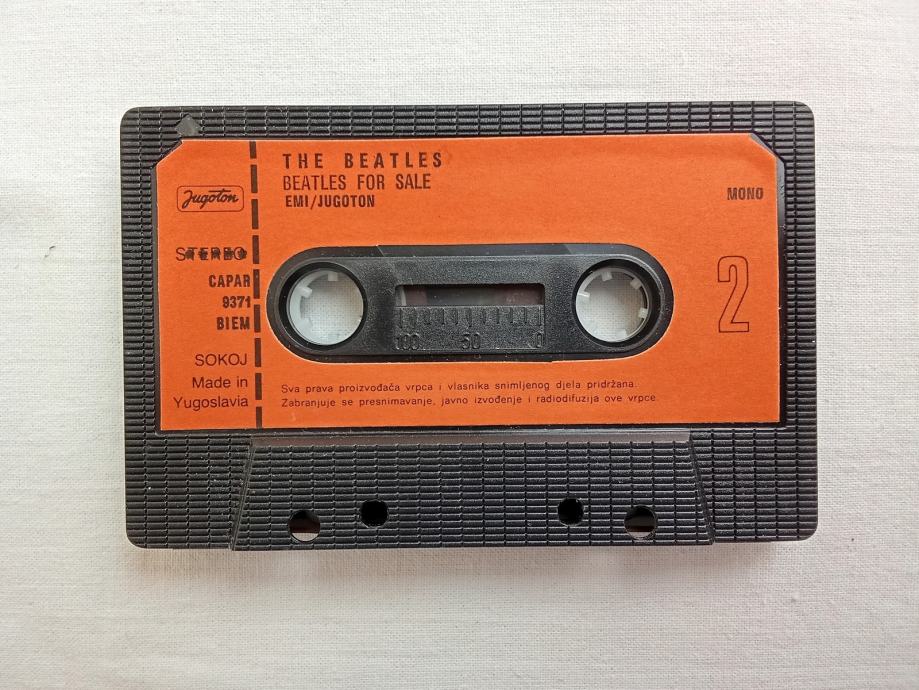 THE BEATLES
BEATLES FOR SALE
EMI/JUGOTON
Jugoton
MONO
STEREO
CAPAR
9371
BIEM
2
100 50 0
SOKOJ
Made in
Yugoslavia
Sva prava proizvođača vrpca i vlasnika snimljenog djela pridržana.
Zabranjuje se presnimavanje, javno izvođenje i radiodifuzija ove vrpce.